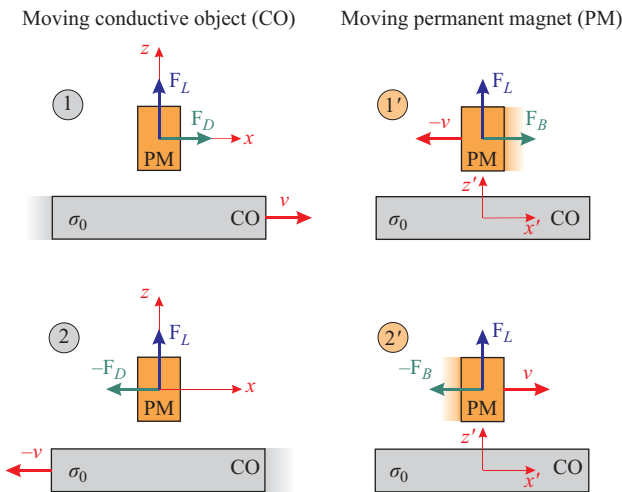 Moving conductive object (CO)
Moving permanent magnet (PM)
z
F_L
1
F_D
x
PM
v
σ₀
CO
F_L
1′
−v
F_B
PM
z′
σ₀
x′
CO
z
F_L
2
−F_D
x
PM
−v
σ₀
CO
F_L
2′
−F_B
v
PM
z′
σ₀
x′
CO